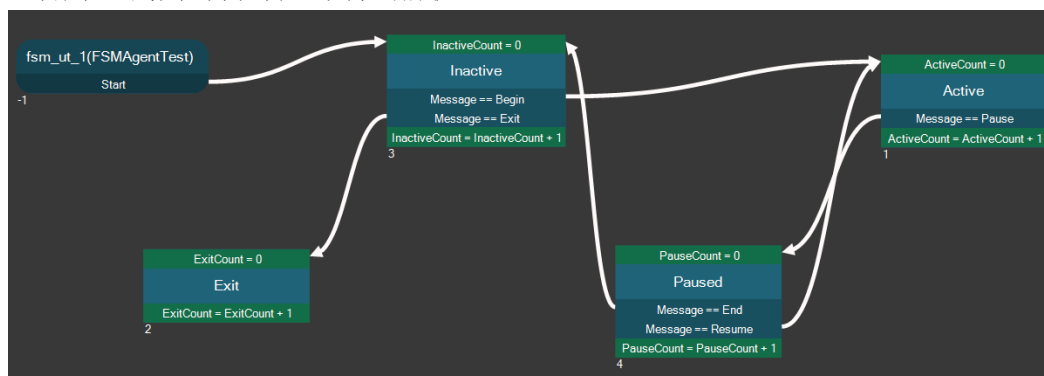 fsm_ut_1(FSMAgentTest)
Start
-1
InactiveCount = 0
Inactive
Message == Begin
Message == Exit
InactiveCount = InactiveCount + 1
3
ActiveCount = 0
Active
Message == Pause
ActiveCount = ActiveCount + 1
1
ExitCount = 0
Exit
ExitCount = ExitCount + 1
2
PauseCount = 0
Paused
Message == End
Message == Resume
PauseCount = PauseCount + 1
4